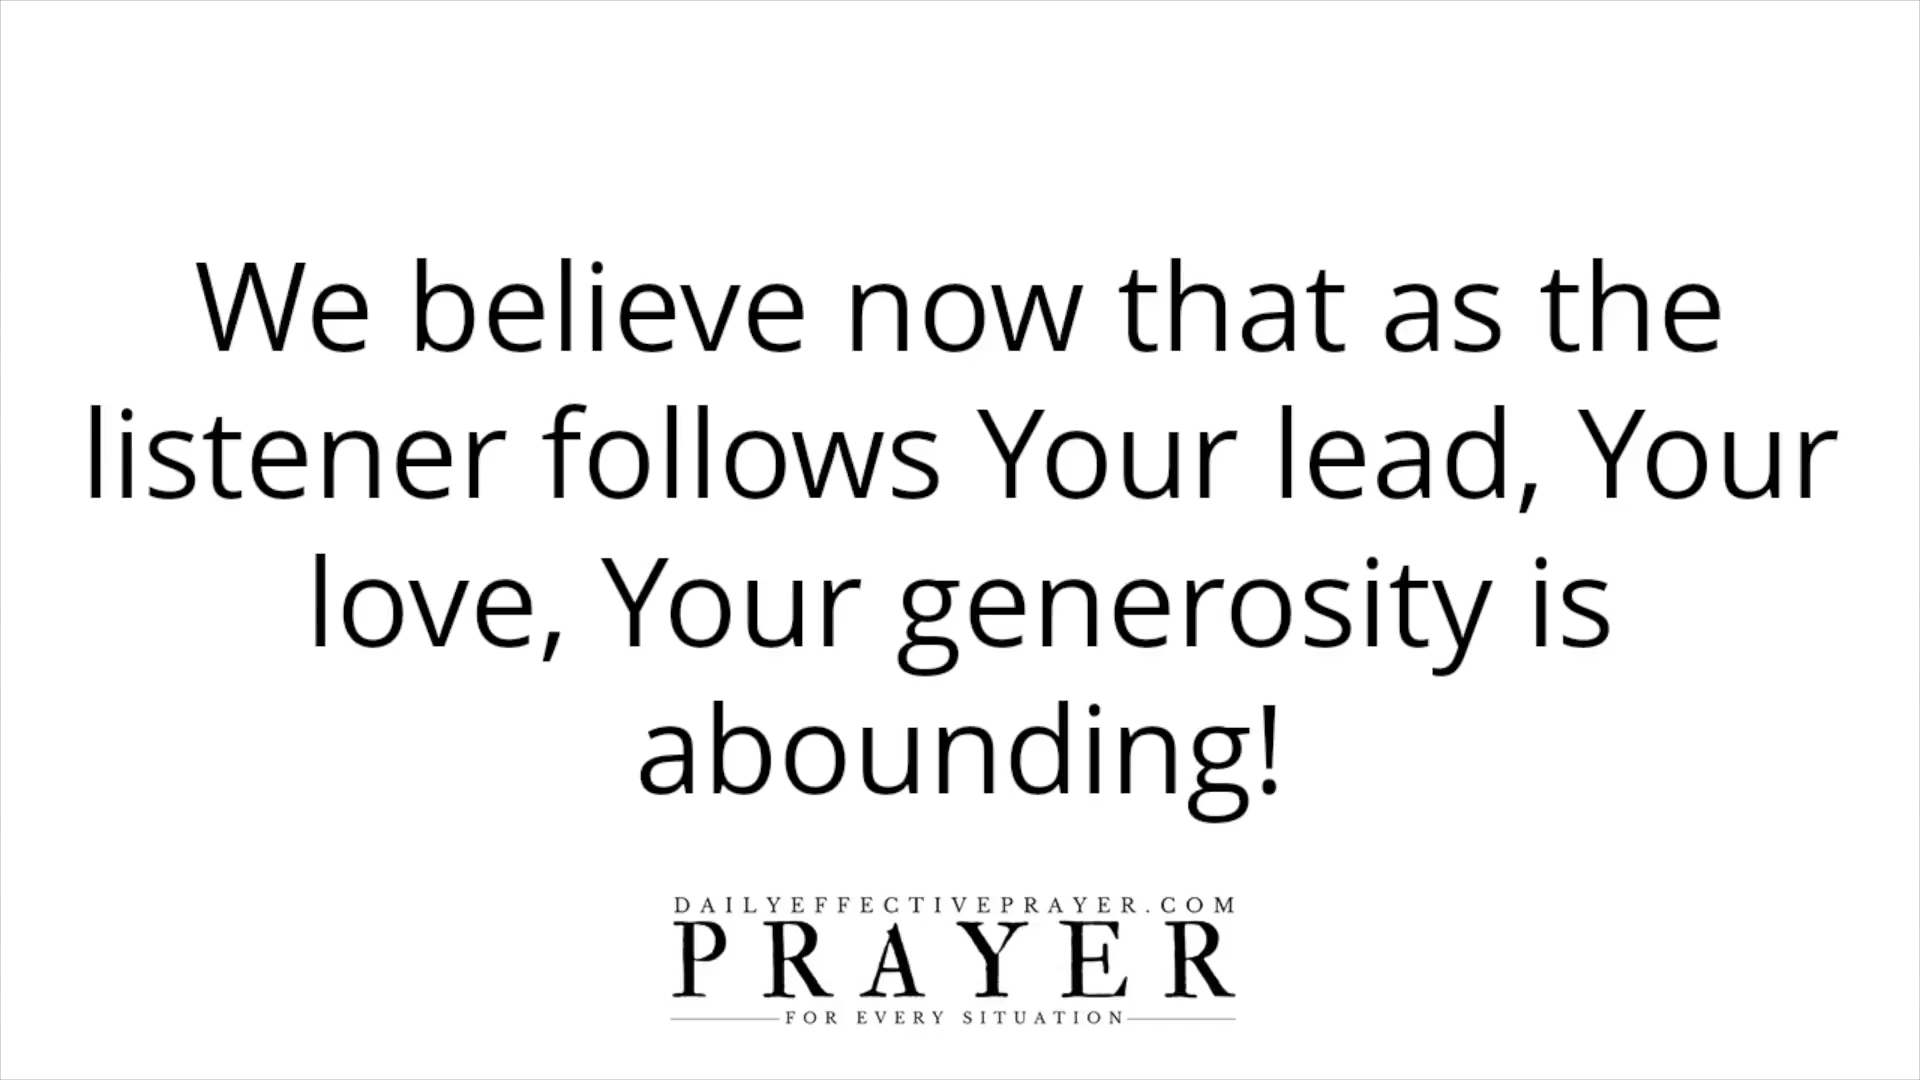 We believe now that as the
listener follows Your lead, Your
love, Your generosity is
abounding!
DAILYEFFECTIVEPRAYER.COM
PRAYER
FOR EVERY SITUATION